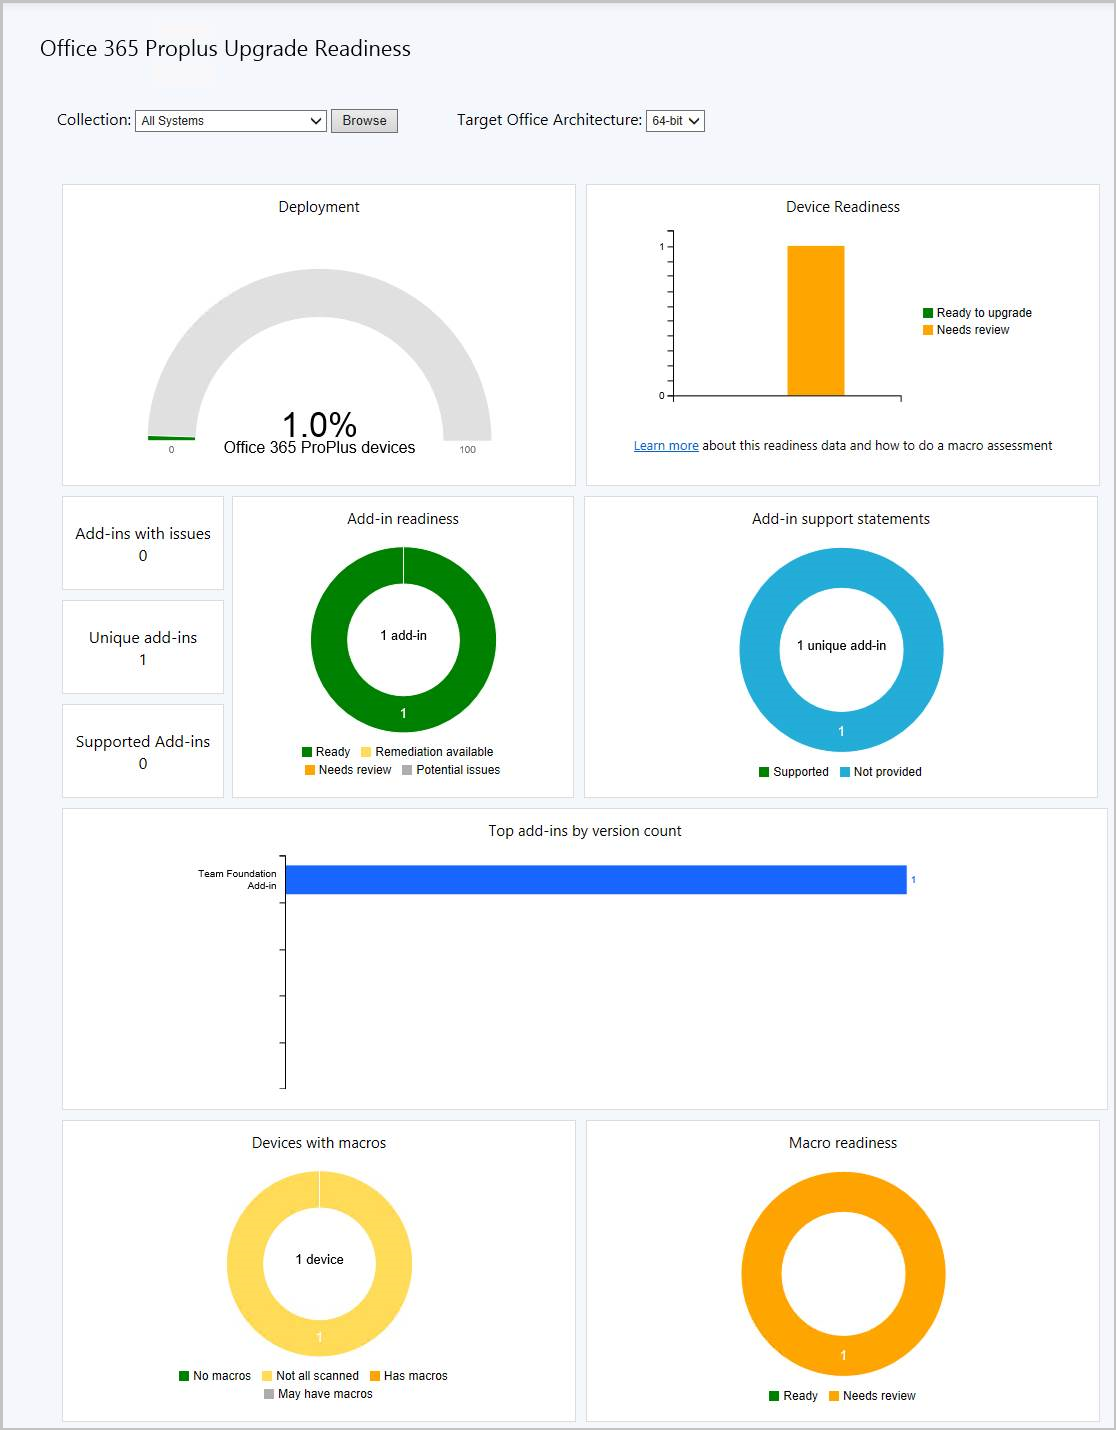 Office 365 Proplus Upgrade Readiness
Collection: All Systems Browse Target Office Architecture: 64-bit
Deployment
1.0%
0 Office 365 ProPlus devices 100
Device Readiness
1
0
Ready to upgrade
Needs review
Learn more about this readiness data and how to do a macro assessment
Add-ins with issues
0
Unique add-ins
1
Supported Add-ins
0
Add-in readiness
1 add-in
1
Ready Remediation available
Needs review Potential issues
Add-in support statements
1 unique add-in
1
Supported Not provided
Top add-ins by version count
Team Foundation
Add-in
1
Devices with macros
1 device
1
No macros Not all scanned Has macros
May have macros
Macro readiness
1
Ready Needs review